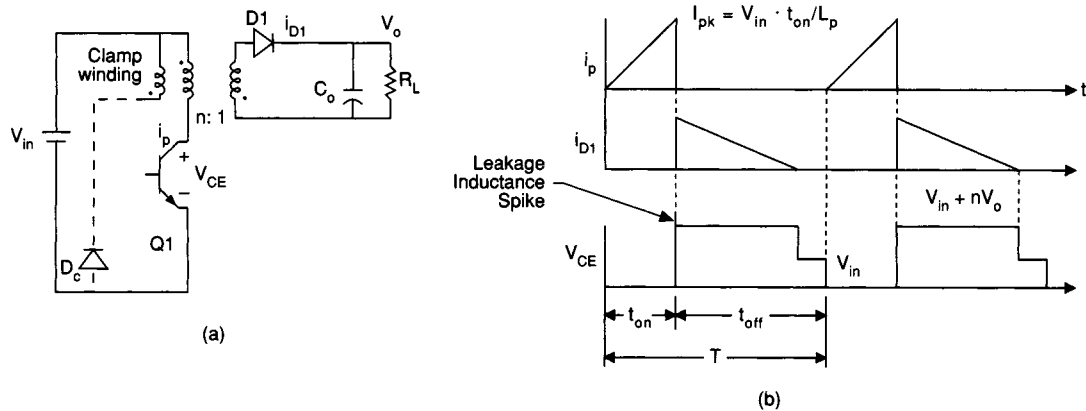 Clamp
winding
D1
i_D1
V_o
C_o
R_L
n: 1
V_in
i_p
+
V_CE
−
Q1
D_c
(a)
I_pk = V_in · t_on/L_p
i_p
t
i_D1
Leakage
Inductance
Spike
V_in + nV_o
V_CE
V_in
t_on
t_off
T
(b)